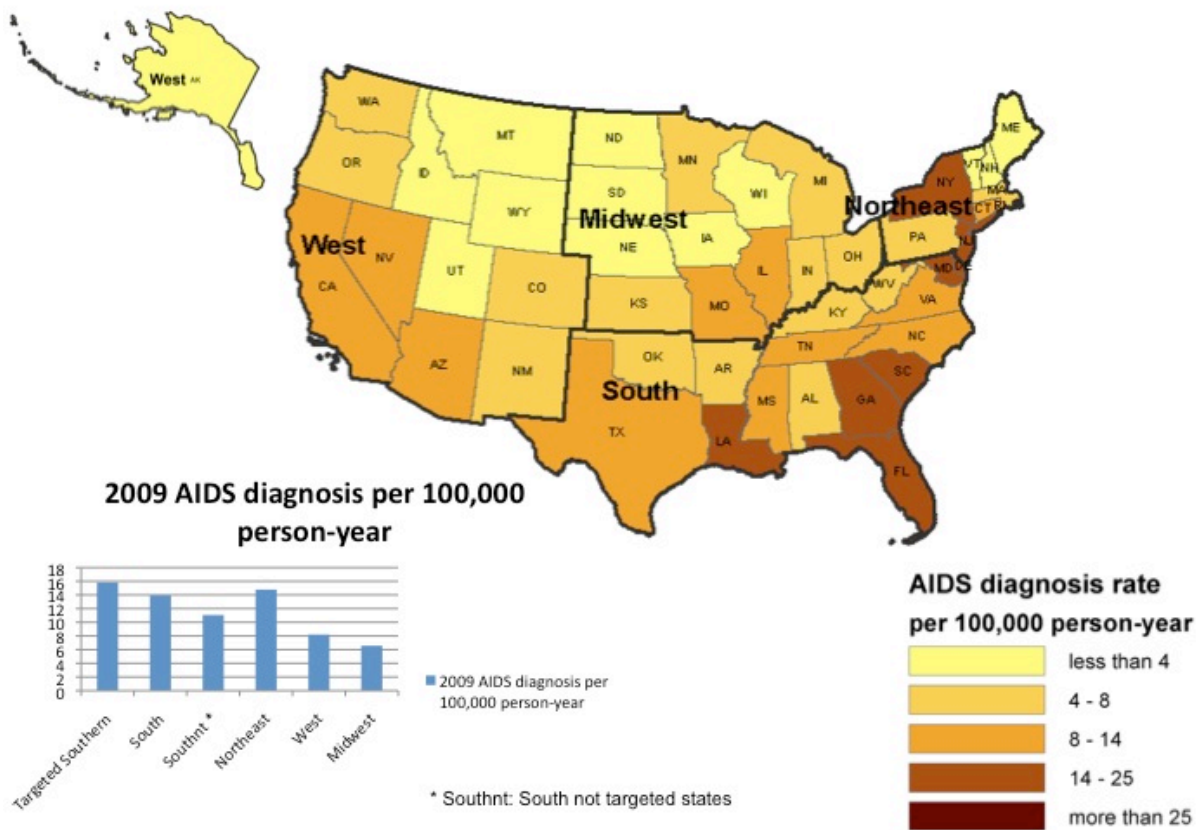 West AK
WA
MT
ND
ME
OR
ID
MN
VT
NH
WI
MI
NY
MA
SD
WY
Midwest
Northeast
CT
RI
West
IA
PA
NE
NV
NJ
UT
OH
IL
IN
MD
DE
CA
CO
WV
KS
MO
VA
KY
NC
TN
AZ
NM
OK
AR
SC
South
MS
AL
GA
TX
LA
FL
2009 AIDS diagnosis per 100,000
person-year
18
16
14
12
10
8
6
4
2
0
Targeted Southern
South
Southnt *
Northeast
West
Midwest
2009 AIDS diagnosis per
100,000 person-year
* Southnt: South not targeted states
AIDS diagnosis rate
per 100,000 person-year
less than 4
4 - 8
8 - 14
14 - 25
more than 25